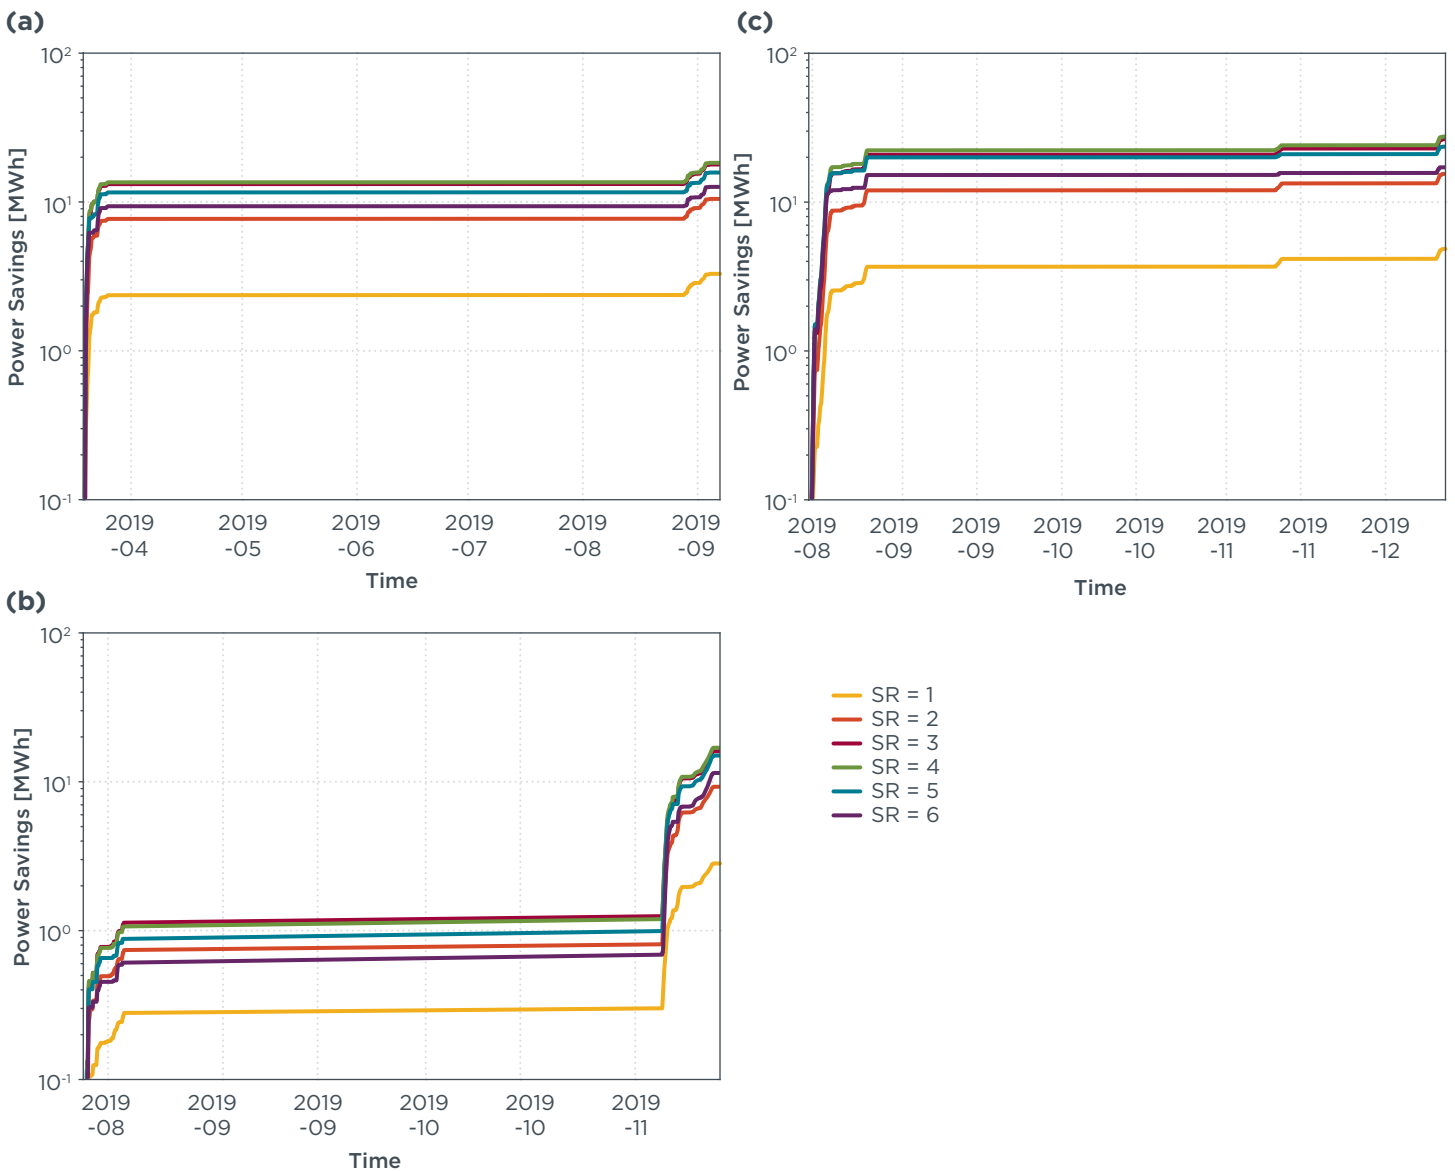 (a)
Power Savings [MWh]
10²
10¹
10⁰
10⁻¹
2019 2019 2019 2019 2019 2019
-04 -05 -06 -07 -08 -09
Time
(c)
Power Savings [MWh]
10²
10¹
10⁰
10⁻¹
2019 2019 2019 2019 2019 2019 2019 2019
-08 -09 -09 -10 -10 -11 -11 -12
Time
(b)
Power Savings [MWh]
10²
10¹
10⁰
10⁻¹
2019 2019 2019 2019 2019 2019
-08 -09 -09 -10 -10 -11
Time
SR = 1
SR = 2
SR = 3
SR = 4
SR = 5
SR = 6